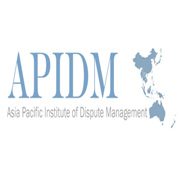 APIDM
Asia Pacific Institute of Dispute Management